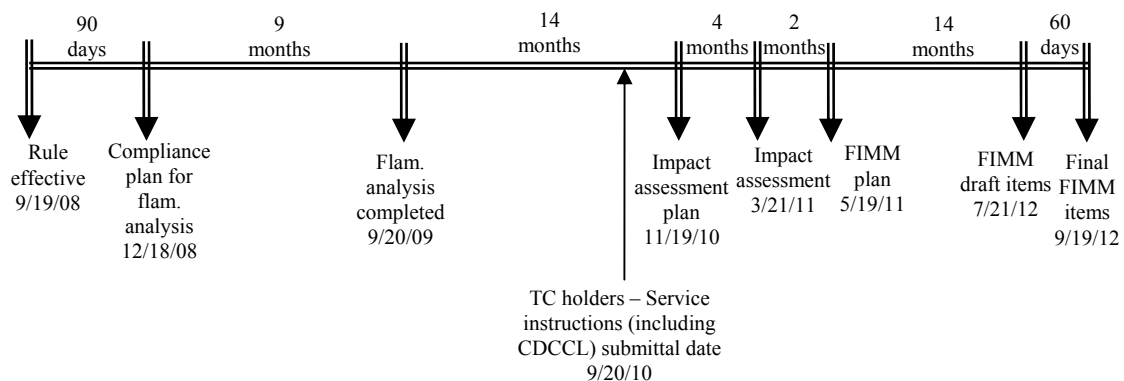 90
days
9
months
14
months
4
months
2
months
14
months
60
days
Rule
effective
9/19/08
Compliance
plan for
flam.
analysis
12/18/08
Flam.
analysis
completed
9/20/09
Impact
assessment
plan
11/19/10
Impact
assessment
3/21/11
FIMM
plan
5/19/11
FIMM
draft items
7/21/12
Final
FIMM
items
9/19/12
TC holders – Service
instructions (including
CDCCL) submittal date
9/20/10